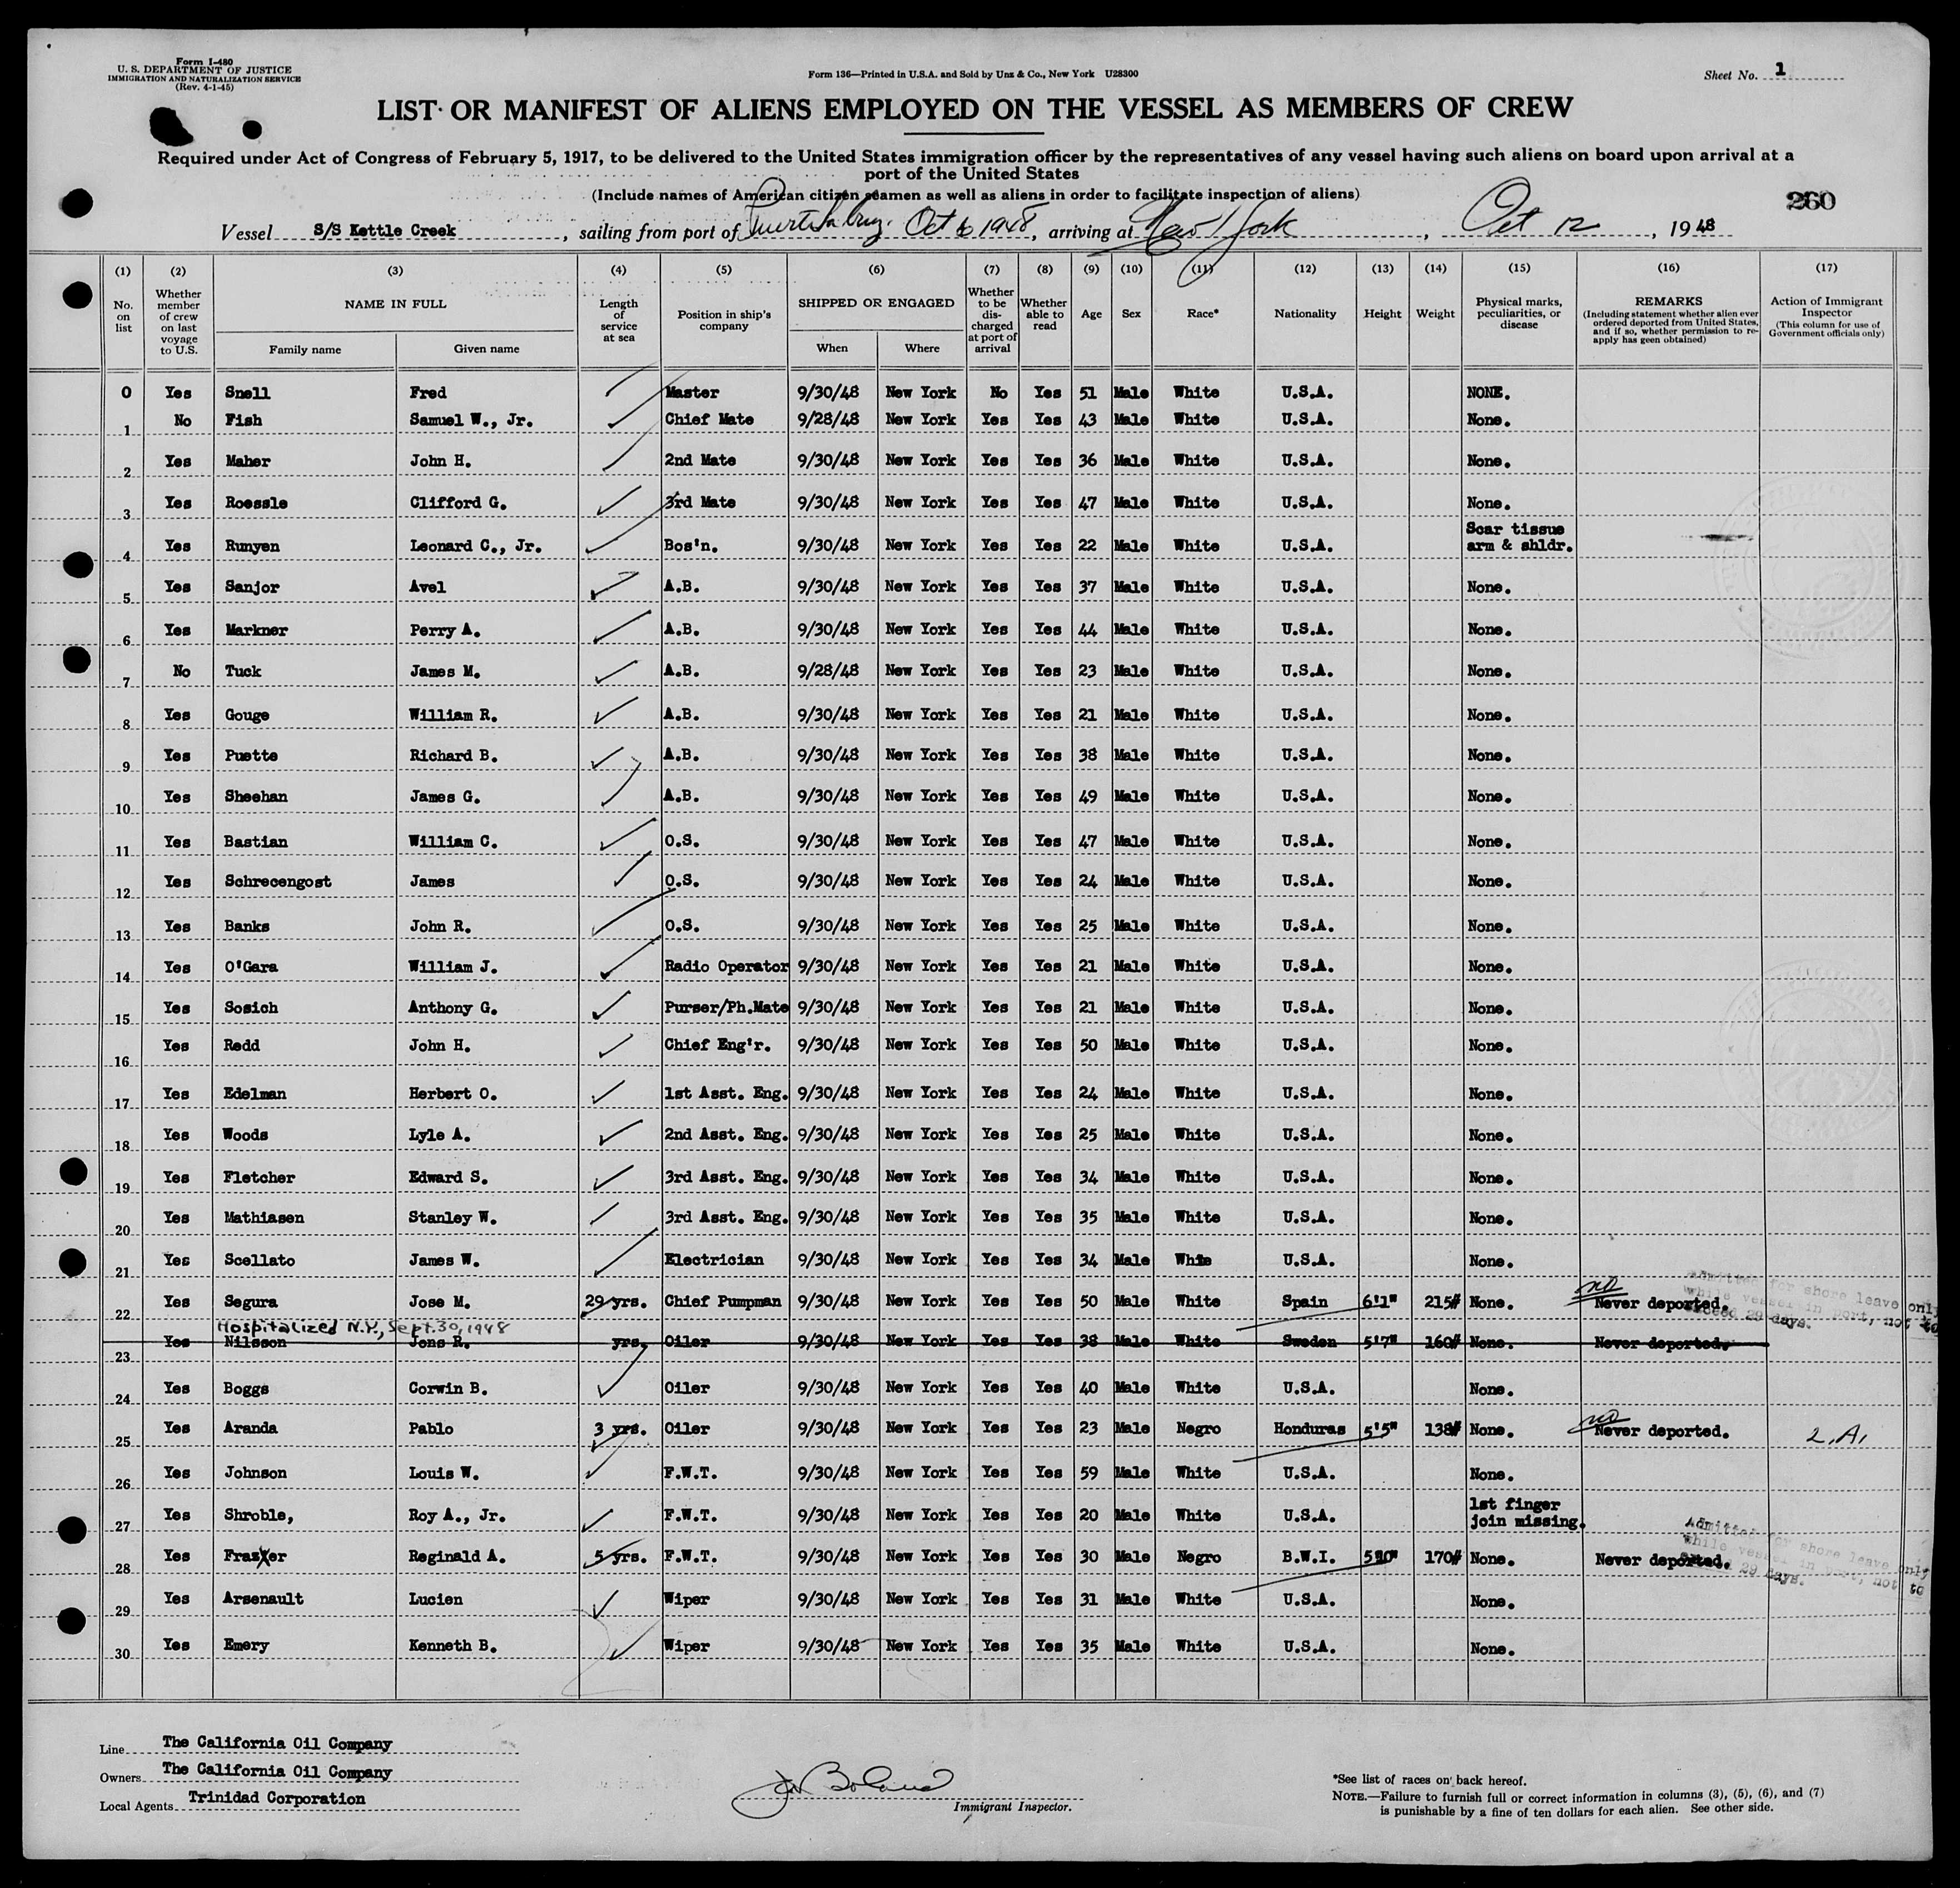 Form I-480
U. S. DEPARTMENT OF JUSTICE
IMMIGRATION AND NATURALIZATION SERVICE
(Rev. 4-1-45)
Form 136—Printed in U.S.A. and Sold by Unz & Co., New York U28300
Sheet No. 1
LIST OR MANIFEST OF ALIENS EMPLOYED ON THE VESSEL AS MEMBERS OF CREW
Required under Act of Congress of February 5, 1917, to be delivered to the United States immigration officer by the representatives of any vessel having such aliens on board upon arrival at a
port of the United States
(Include names of American citizen seamen as well as aliens in order to facilitate inspection of aliens)
260
Vessel S/S Kettle Creek, sailing from port of Oct 6 1948, arriving at New York, Oct 12, 1948
(1) (2) (3) (4) (5) (6) (7) (8) (9) (10) (11) (12) (13) (14) (15) (16) (17)
No. on list
Whether member of crew on last voyage to U.S.
NAME IN FULL
Family name Given name
Length of service at sea
Position in ship's company
SHIPPED OR ENGAGED
When Where
Whether to be discharged at port of arrival
Whether able to read
Age
Sex
Race*
Nationality
Height
Weight
Physical marks, peculiarities, or disease
REMARKS
(Including statement whether alien ever ordered deported from United States, and if so, whether permission to re-apply has geen obtained)
Action of Immigrant Inspector
(This column for use of Government officials only)
0 Yes Snell Fred Master 9/30/48 New York No Yes 51 Male White U.S.A. NONE.
1 No Fish Samuel W., Jr. Chief Mate 9/28/48 New York Yes Yes 43 Male White U.S.A. None.
2 Yes Maher John H. 2nd Mate 9/30/48 New York Yes Yes 36 Male White U.S.A. None.
3 Yes Roessle Clifford G. 3rd Mate 9/30/48 New York Yes Yes 47 Male White U.S.A. None.
4 Yes Runyen Leonard C., Jr. Bos'n. 9/30/48 New York Yes Yes 22 Male White U.S.A. Scar tissue arm & shldr.
5 Yes Sanjor Avel A.B. 9/30/48 New York Yes Yes 37 Male White U.S.A. None.
6 Yes Markner Perry A. A.B. 9/30/48 New York Yes Yes 44 Male White U.S.A. None.
7 No Tuck James M. A.B. 9/28/48 New York Yes Yes 23 Male White U.S.A. None.
8 Yes Gouge William R. A.B. 9/30/48 New York Yes Yes 21 Male White U.S.A. None.
9 Yes Puette Richard B. A.B. 9/30/48 New York Yes Yes 38 Male White U.S.A. None.
10 Yes Sheehan James G. A.B. 9/30/48 New York Yes Yes 49 Male White U.S.A. None.
11 Yes Bastian William C. O.S. 9/30/48 New York Yes Yes 47 Male White U.S.A. None.
12 Yes Schrecengost James O.S. 9/30/48 New York Yes Yes 24 Male White U.S.A. None.
13 Yes Banks John R. O.S. 9/30/48 New York Yes Yes 25 Male White U.S.A. None.
14 Yes O'Gara William J. Radio Operator 9/30/48 New York Yes Yes 21 Male White U.S.A. None.
15 Yes Sosich Anthony G. Purser/Ph.Mate 9/30/48 New York Yes Yes 21 Male White U.S.A. None.
16 Yes Redd John H. Chief Eng'r. 9/30/48 New York Yes Yes 50 Male White U.S.A. None.
17 Yes Edelman Herbert O. 1st Asst. Eng. 9/30/48 New York Yes Yes 24 Male White U.S.A. None.
18 Yes Woods Lyle A. 2nd Asst. Eng. 9/30/48 New York Yes Yes 25 Male White U.S.A. None.
19 Yes Fletcher Edward S. 3rd Asst. Eng. 9/30/48 New York Yes Yes 34 Male White U.S.A. None.
20 Yes Mathiasen Stanley W. 3rd Asst. Eng. 9/30/48 New York Yes Yes 35 Male White U.S.A. None.
21 Yes Scellato James W. Electrician 9/30/48 New York Yes Yes 34 Male White U.S.A. None.
22 Yes Segura Jose M. 29 yrs. Chief Pumpman 9/30/48 New York Yes Yes 50 Male White Spain 6'1" 215# None. no Never deported. Admitted for shore leave only while vessel in port, not to exceed 29 days.
Hospitalized N.Y., Sept. 30, 1948
23 Yes Nilsson Jons R. yrs. Oiler 9/30/48 New York Yes Yes 38 Male White Sweden 5'7" 160# None. Never deported.
24 Yes Boggs Corwin B. Oiler 9/30/48 New York Yes Yes 40 Male White U.S.A. None.
25 Yes Aranda Pablo 3 yrs. Oiler 9/30/48 New York Yes Yes 23 Male Negro Honduras 5'5" 138# None. no Never deported. 2.A.
26 Yes Johnson Louis W. F.W.T. 9/30/48 New York Yes Yes 59 Male White U.S.A. None.
27 Yes Shroble, Roy A., Jr. F.W.T. 9/30/48 New York Yes Yes 20 Male White U.S.A. 1st finger join missing.
28 Yes Frazer Reginald A. 5 yrs. F.W.T. 9/30/48 New York Yes Yes 30 Male Negro B.W.I. 5'10" 170# None. Never deported. Admitted for shore leave only while vessel in port, not to exceed 29 days.
29 Yes Arsenault Lucien Wiper 9/30/48 New York Yes Yes 31 Male White U.S.A. None.
30 Yes Emery Kenneth B. Wiper 9/30/48 New York Yes Yes 35 Male White U.S.A. None.
Line The California Oil Company
Owners The California Oil Company
Local Agents Trinidad Corporation
Boland
Immigrant Inspector.
*See list of races on back hereof.
NOTE.—Failure to furnish full or correct information in columns (3), (5), (6), and (7)
is punishable by a fine of ten dollars for each alien. See other side.